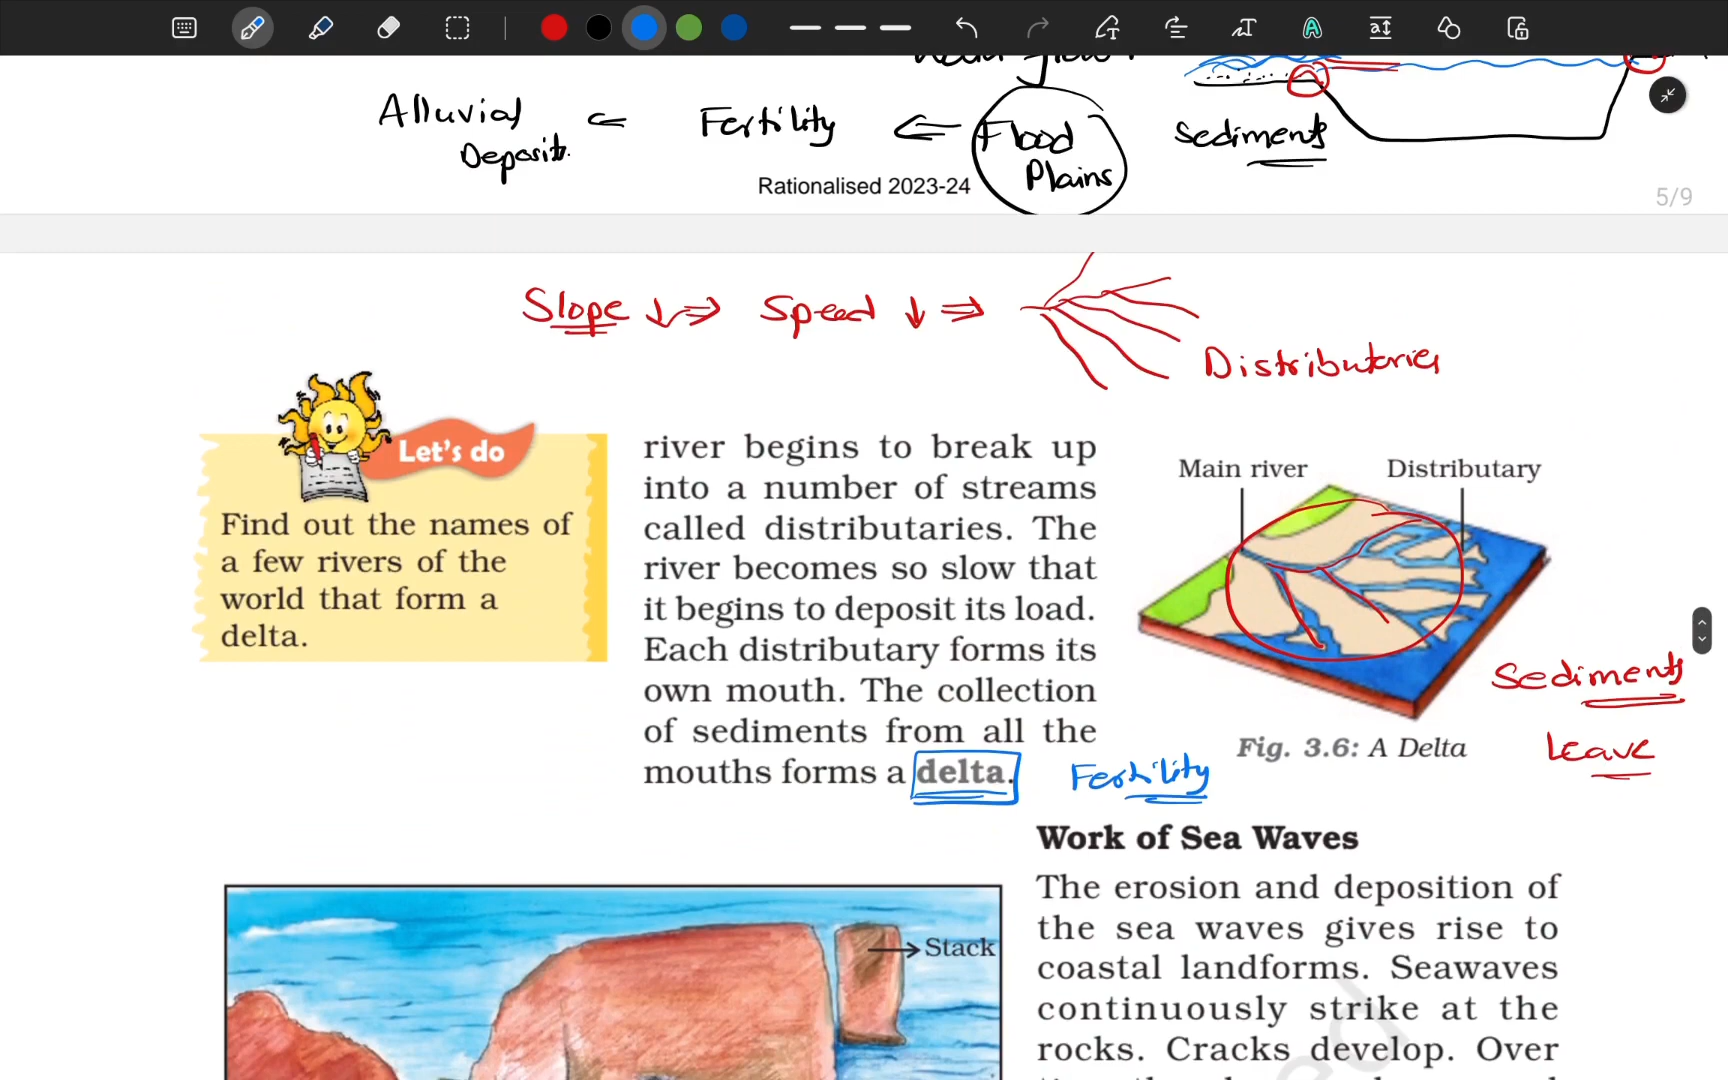 Alluvial ⇐ Fertility ⇐ Flood
Deposits. Plains
Sediments
Rationalised 2023-24
5/9
Slope ↓ ⇒ Speed ↓ ⇒
Distributaries
Let's do
Find out the names of
a few rivers of the
world that form a
delta.
river begins to break up
into a number of streams
called distributaries. The
river becomes so slow that
it begins to deposit its load.
Each distributary forms its
own mouth. The collection
of sediments from all the
mouths forms a delta.
Main river Distributary
Sediments
Leave
Fig. 3.6: A Delta
Fertility
Work of Sea Waves
The erosion and deposition of
the sea waves gives rise to
coastal landforms. Seawaves
continuously strike at the
rocks. Cracks develop. Over
Stack